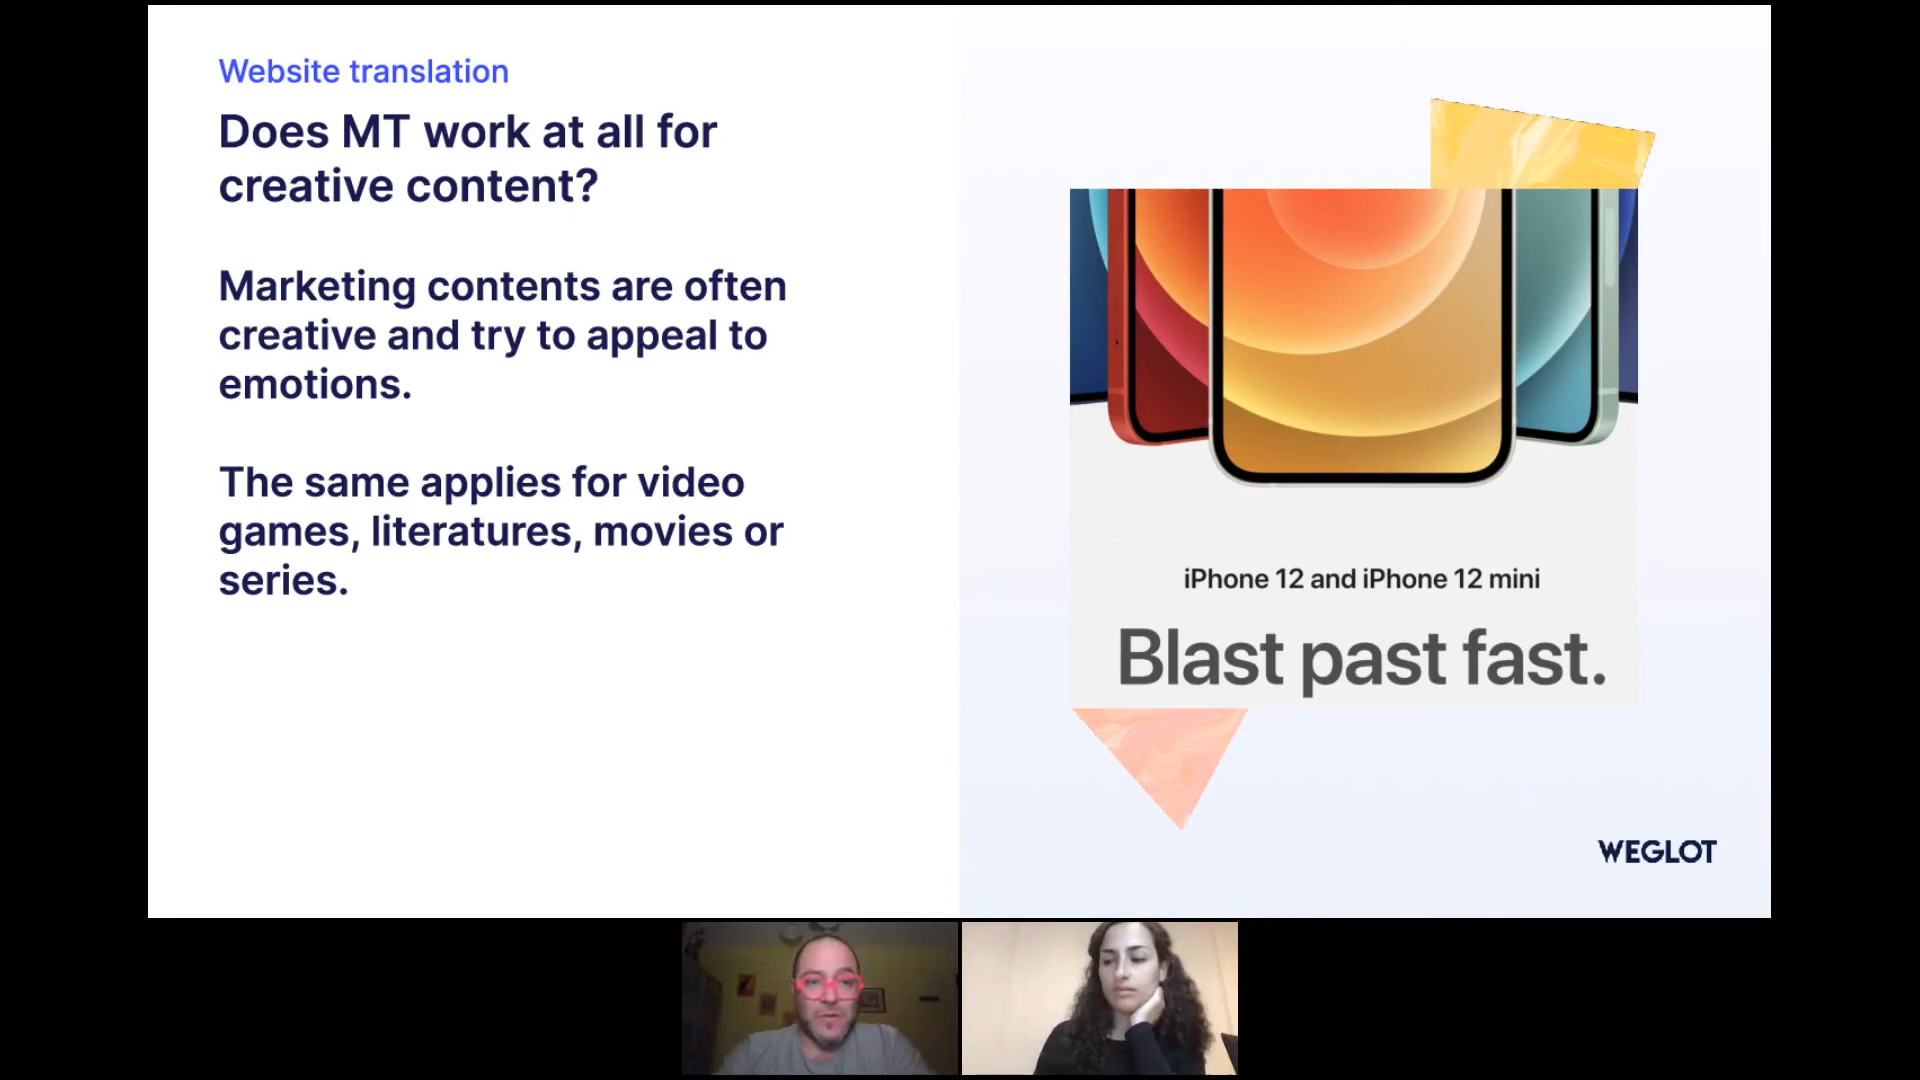 Website translation
Does MT work at all for
creative content?
Marketing contents are often
creative and try to appeal to
emotions.
The same applies for video
games, literatures, movies or
series.
iPhone 12 and iPhone 12 mini
Blast past fast.
WEGLOT